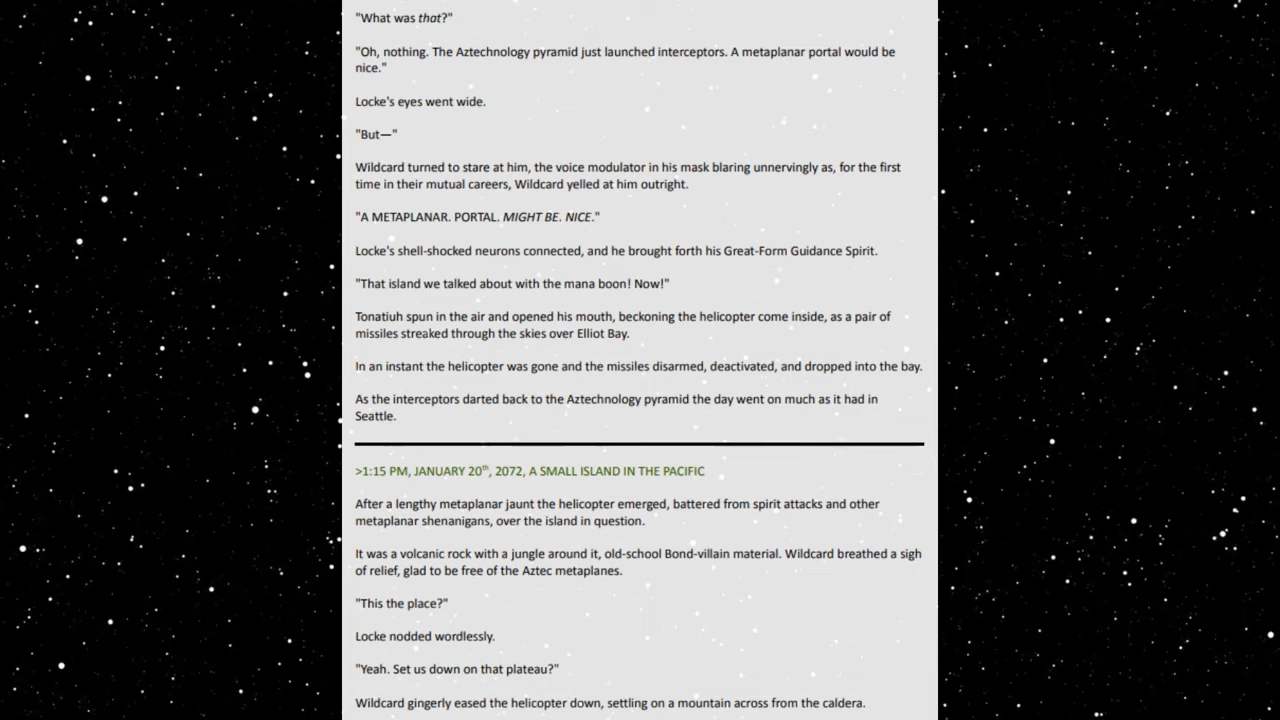 "What was that?"
"Oh, nothing. The Aztechnology pyramid just launched interceptors. A metaplanar portal would be
nice."
Locke's eyes went wide.
"But—"
Wildcard turned to stare at him, the voice modulator in his mask blaring unnervingly as, for the first
time in their mutual careers, Wildcard yelled at him outright.
"A METAPLANAR. PORTAL. MIGHT BE. NICE."
Locke's shell-shocked neurons connected, and he brought forth his Great-Form Guidance Spirit.
"That island we talked about with the mana boon! Now!"
Tonatiuh spun in the air and opened his mouth, beckoning the helicopter come inside, as a pair of
missiles streaked through the skies over Elliot Bay.
In an instant the helicopter was gone and the missiles disarmed, deactivated, and dropped into the bay.
As the interceptors darted back to the Aztechnology pyramid the day went on much as it had in
Seattle.
>1:15 PM, JANUARY 20th, 2072, A SMALL ISLAND IN THE PACIFIC
After a lengthy metaplanar jaunt the helicopter emerged, battered from spirit attacks and other
metaplanar shenanigans, over the island in question.
It was a volcanic rock with a jungle around it, old-school Bond-villain material. Wildcard breathed a sigh
of relief, glad to be free of the Aztec metaplanes.
"This the place?"
Locke nodded wordlessly.
"Yeah. Set us down on that plateau?"
Wildcard gingerly eased the helicopter down, settling on a mountain across from the caldera.